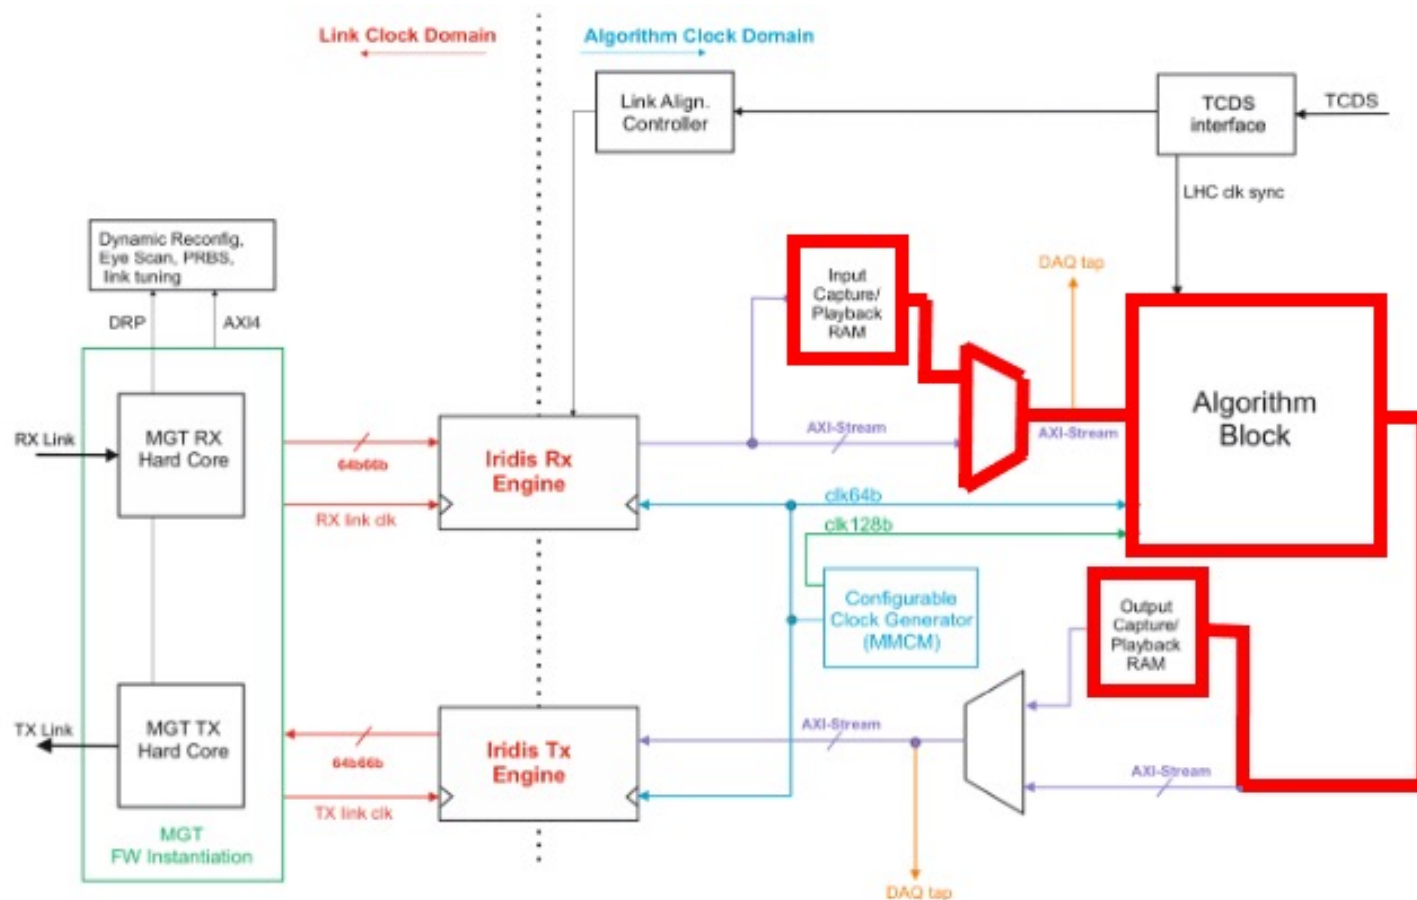 Link Clock Domain
Algorithm Clock Domain
Link Align.
Controller
TCDS
interface
TCDS
LHC clk sync
Dynamic Reconfig,
Eye Scan, PRBS,
link tuning
DRP
AXI4
Input
Capture/
Playback
RAM
DAQ tap
MGT RX
Hard Core
RX Link
64b66b
RX link clk
Iridis Rx
Engine
AXI-Stream
AXI-Stream
Algorithm
Block
clk64b
clk128b
Configurable
Clock Generator
(MMCM)
Output
Capture/
Playback
RAM
MGT TX
Hard Core
TX Link
64b66b
TX link clk
Iridis Tx
Engine
AXI-Stream
AXI-Stream
MGT
FW Instantiation
DAQ tap